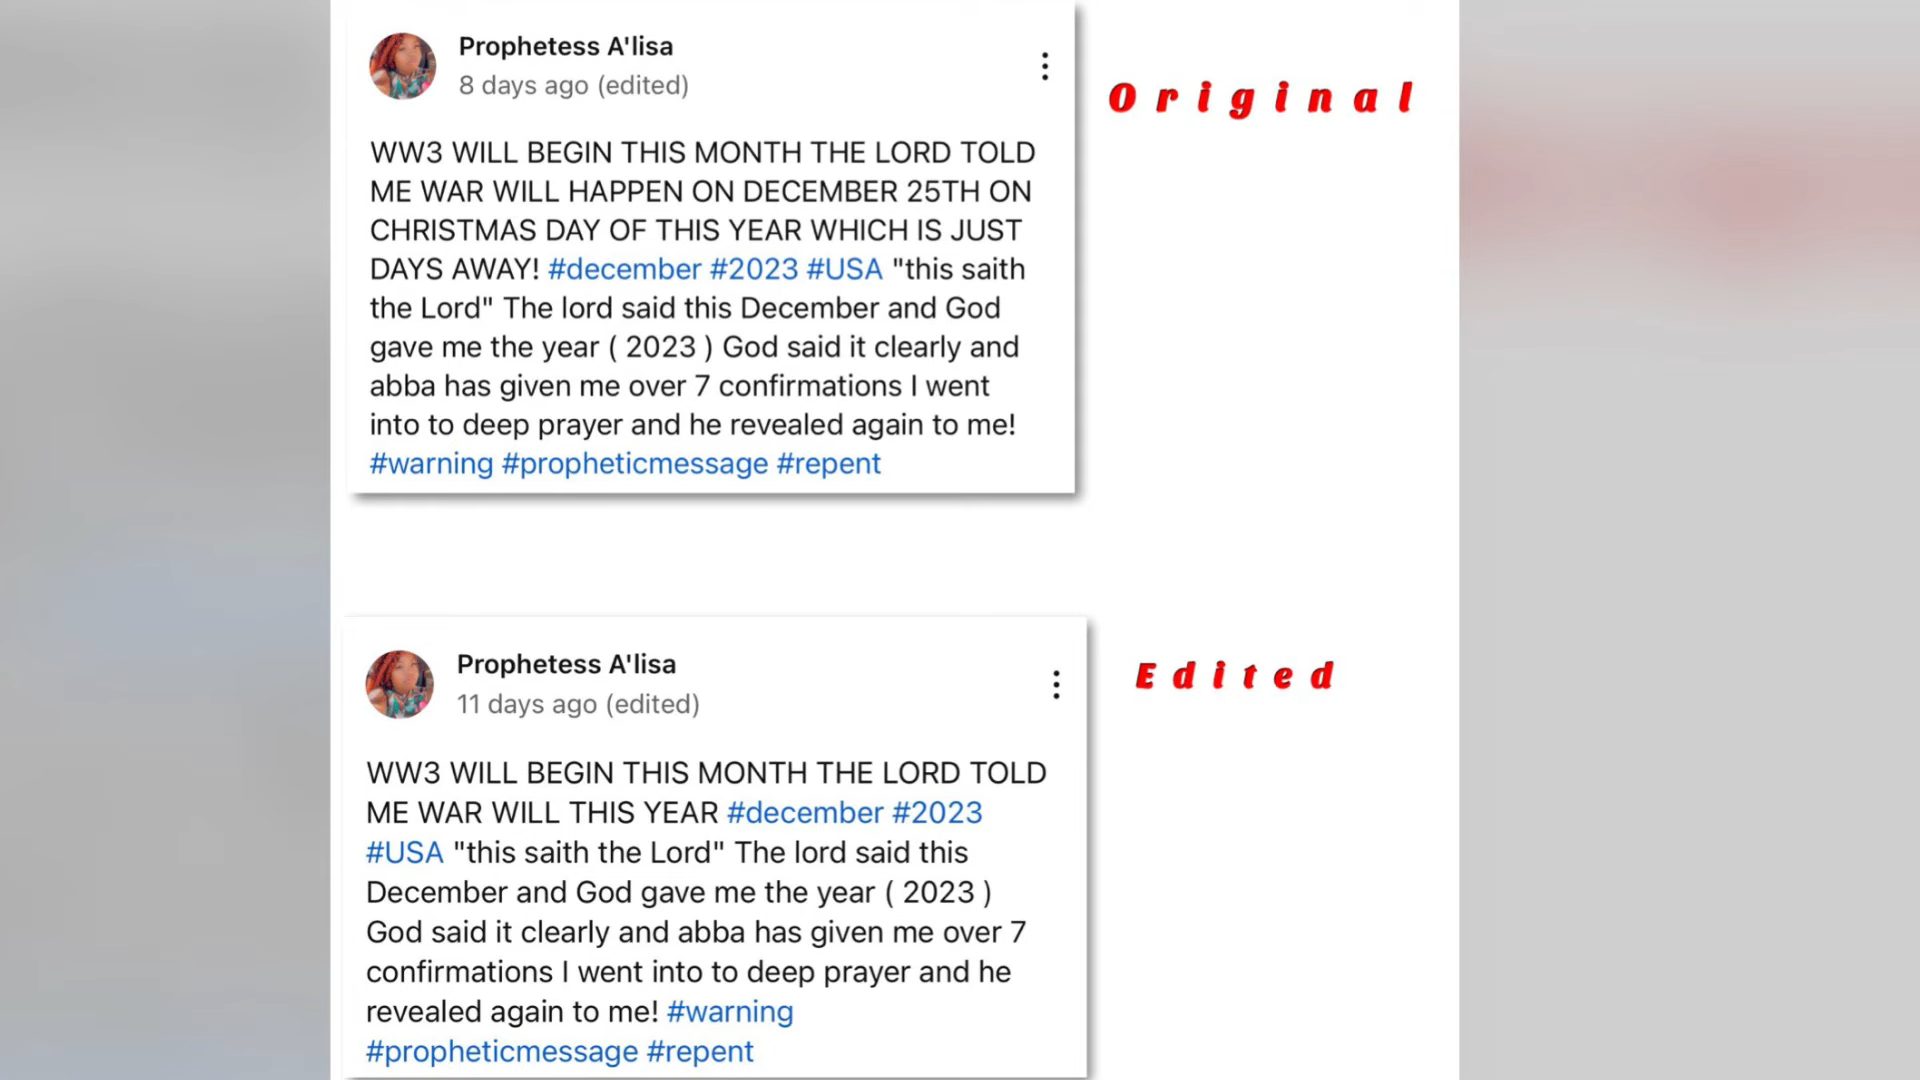 Prophetess A'lisa
8 days ago (edited)
Original
WW3 WILL BEGIN THIS MONTH THE LORD TOLD
ME WAR WILL HAPPEN ON DECEMBER 25TH ON
CHRISTMAS DAY OF THIS YEAR WHICH IS JUST
DAYS AWAY! #december #2023 #USA "this saith
the Lord" The lord said this December and God
gave me the year ( 2023 ) God said it clearly and
abba has given me over 7 confirmations I went
into to deep prayer and he revealed again to me!
#warning #propheticmessage #repent
Prophetess A'lisa
11 days ago (edited)
Edited
WW3 WILL BEGIN THIS MONTH THE LORD TOLD
ME WAR WILL THIS YEAR #december #2023
#USA "this saith the Lord" The lord said this
December and God gave me the year ( 2023 )
God said it clearly and abba has given me over 7
confirmations I went into to deep prayer and he
revealed again to me! #warning
#propheticmessage #repent